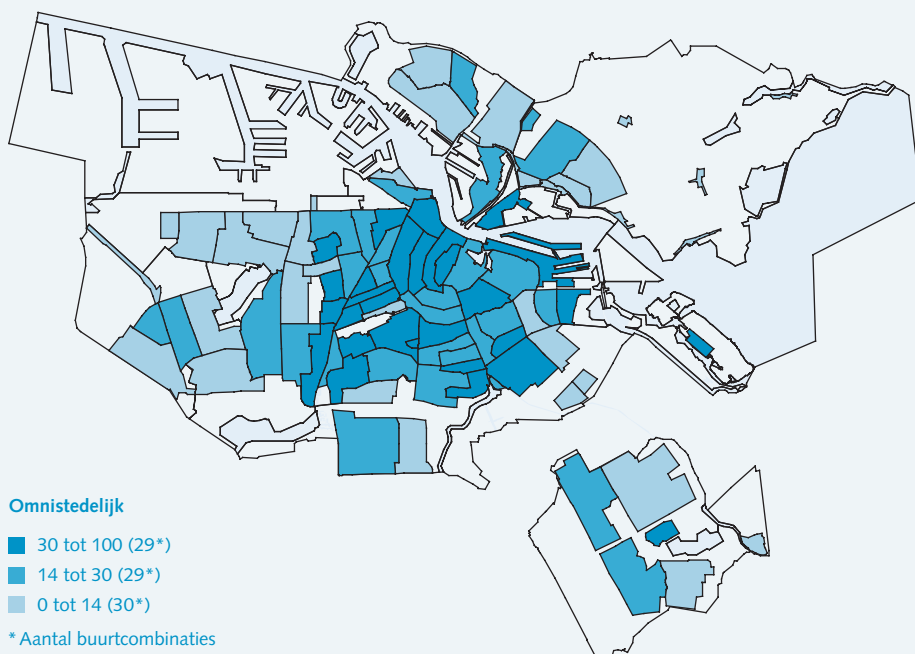 Omnistedelijk
30 tot 100 (29*)
14 tot 30 (29*)
0 tot 14 (30*)
* Aantal buurtcombinaties